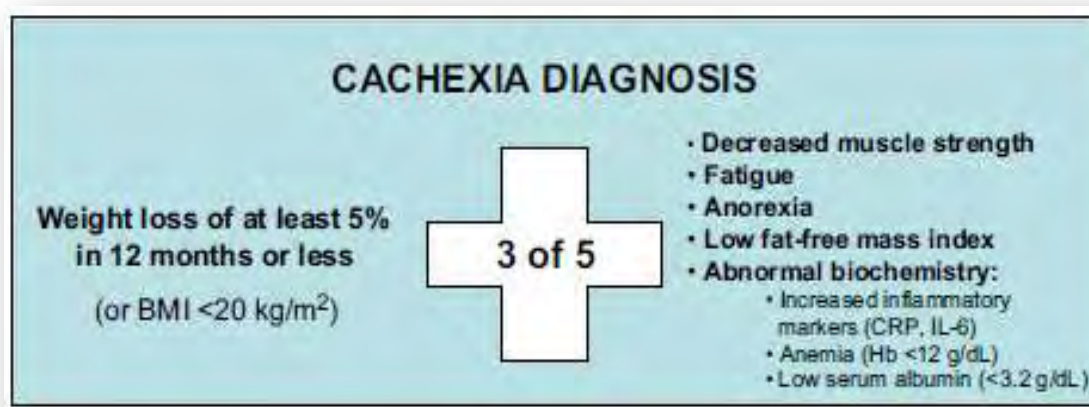 CACHEXIA DIAGNOSIS
Weight loss of at least 5%
in 12 months or less
(or BMI <20 kg/m²)
3 of 5
• Decreased muscle strength
• Fatigue
• Anorexia
• Low fat-free mass index
• Abnormal biochemistry:
• Increased inflammatory
markers (CRP, IL-6)
• Anemia (Hb <12 g/dL)
• Low serum albumin (<3.2 g/dL)